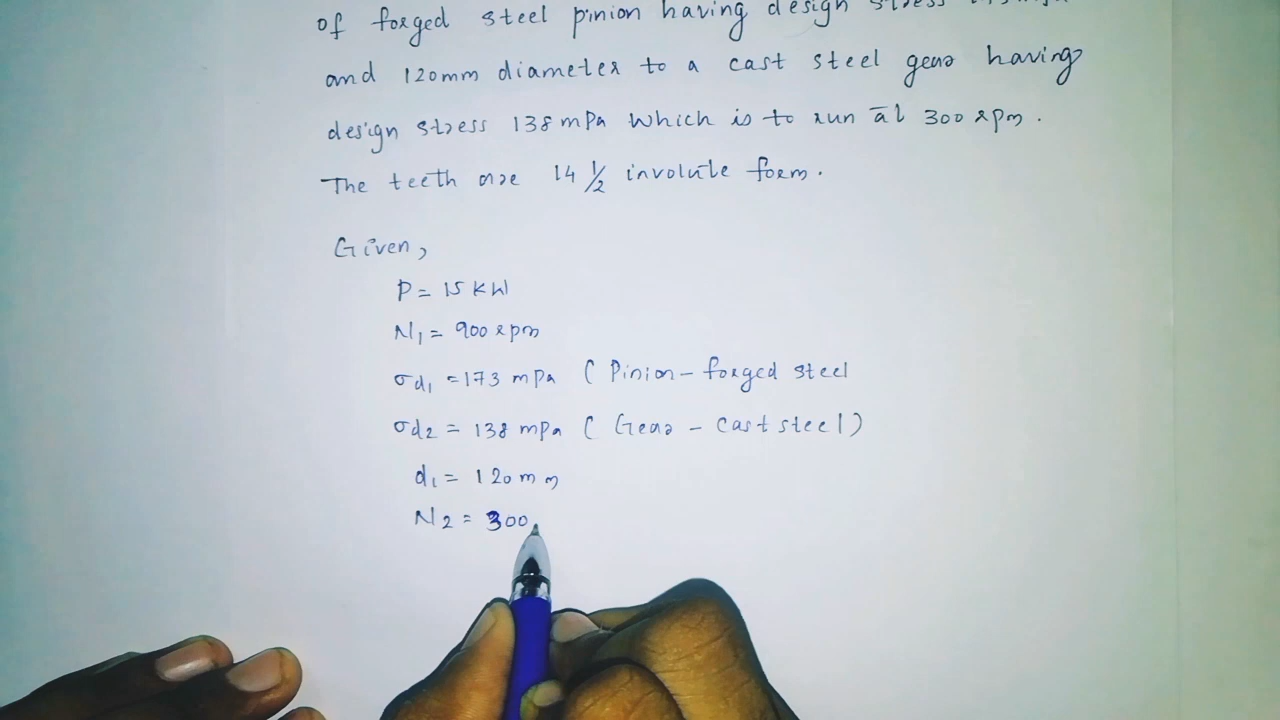 of forged steel pinion having design stress
and 120mm diameter to a cast steel gear having
design stress 138 mPa which is to run at 300 rpm.
The teeth are 14 1/2 involute form.
Given,
P = 15 KW
N1 = 900 rpm
σd1 = 173 mPa ( Pinion - forged steel
σd2 = 138 mPa ( Gear - cast steel )
d1 = 120 mm
N2 = 300